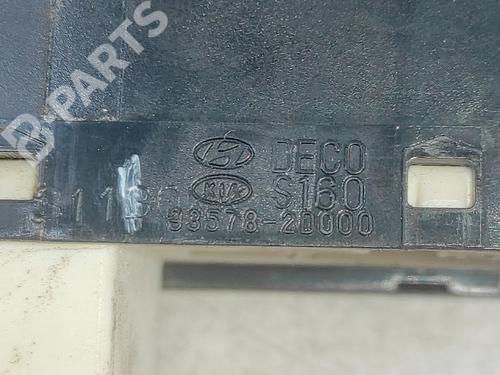 B-PARTS
DECO
KIA S160
93578-2D000